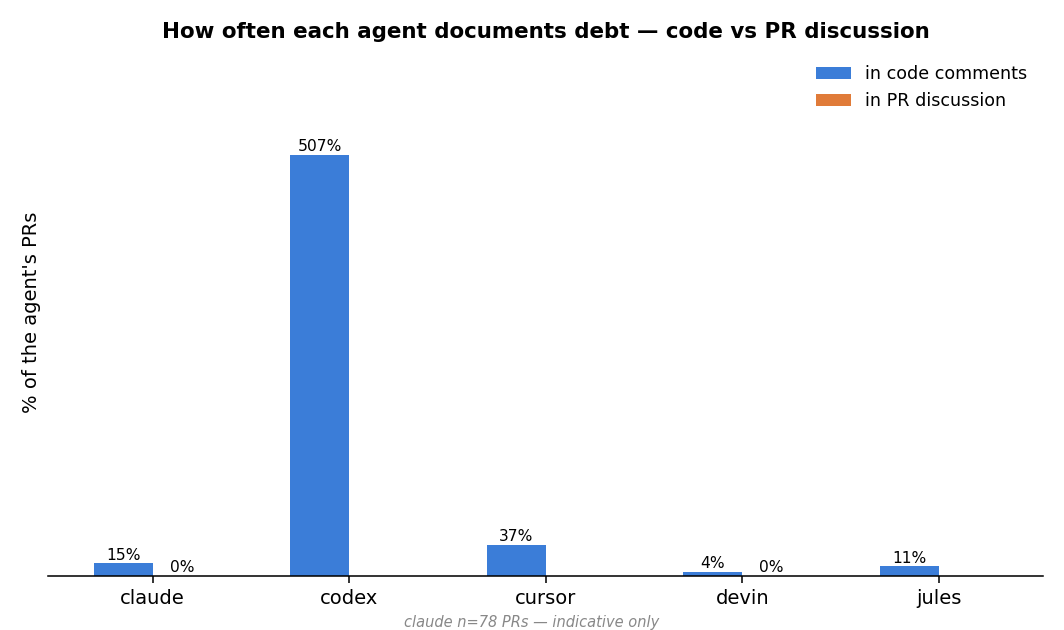 How often each agent documents debt — code vs PR discussion
in code comments
in PR discussion
% of the agent's PRs
15%
0%
507%
37%
4%
0%
11%
claude
codex
cursor
devin
jules
claude n=78 PRs — indicative only